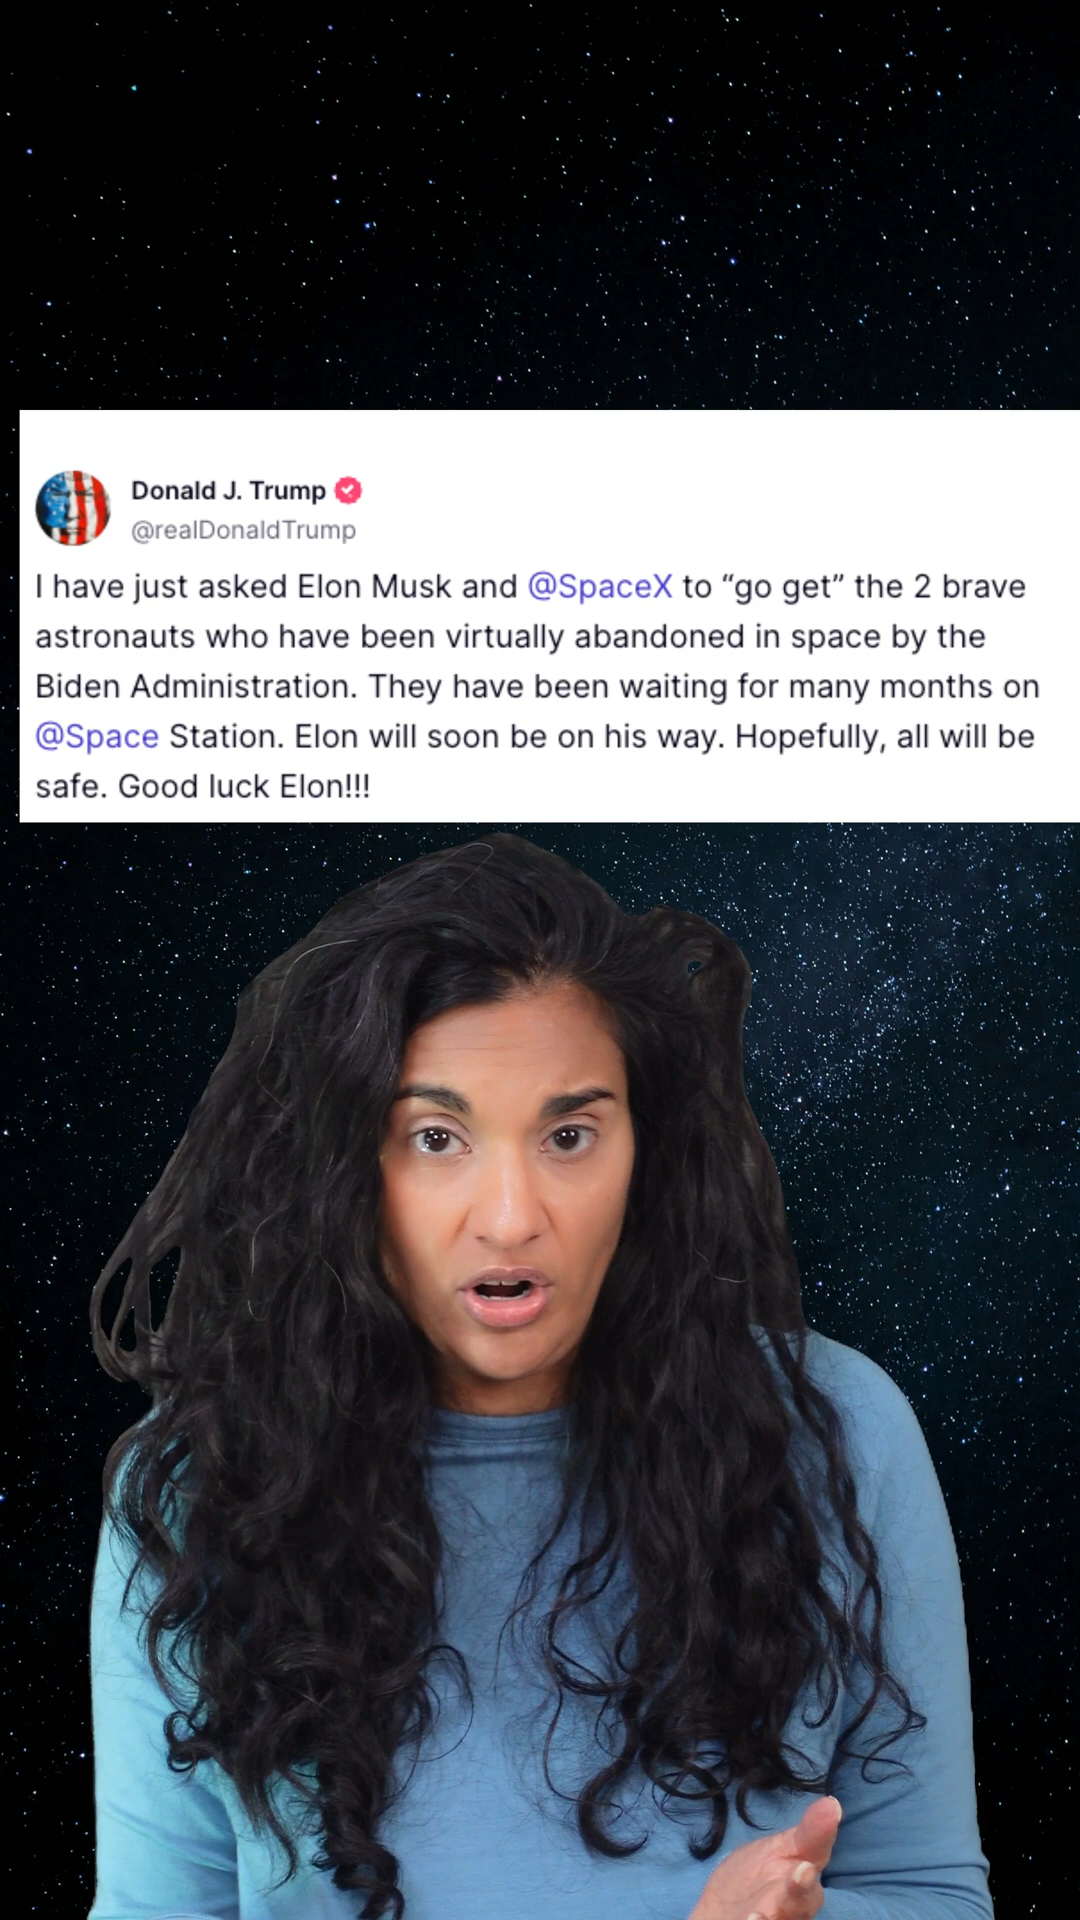 Donald J. Trump
@realDonaldTrump
I have just asked Elon Musk and @SpaceX to “go get” the 2 brave
astronauts who have been virtually abandoned in space by the
Biden Administration. They have been waiting for many months on
@Space Station. Elon will soon be on his way. Hopefully, all will be
safe. Good luck Elon!!!